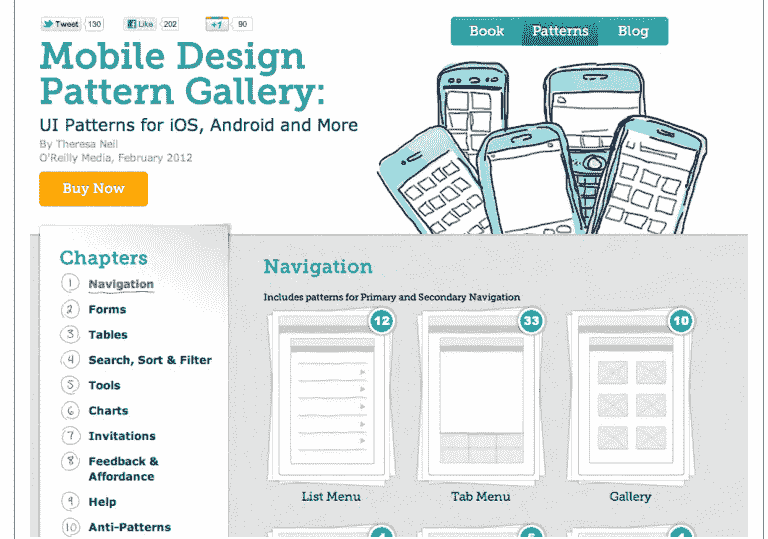 Tweet 130 Like 202 +1 90
Book Patterns Blog
Mobile Design
Pattern Gallery:
UI Patterns for iOS, Android and More
By Theresa Neil
O'Reilly Media, February 2012
Buy Now
Chapters
1 Navigation
2 Forms
3 Tables
4 Search, Sort & Filter
5 Tools
6 Charts
7 Invitations
8 Feedback &
Affordance
9 Help
10 Anti-Patterns
Navigation
Includes patterns for Primary and Secondary Navigation
12 33 10
List Menu Tab Menu Gallery